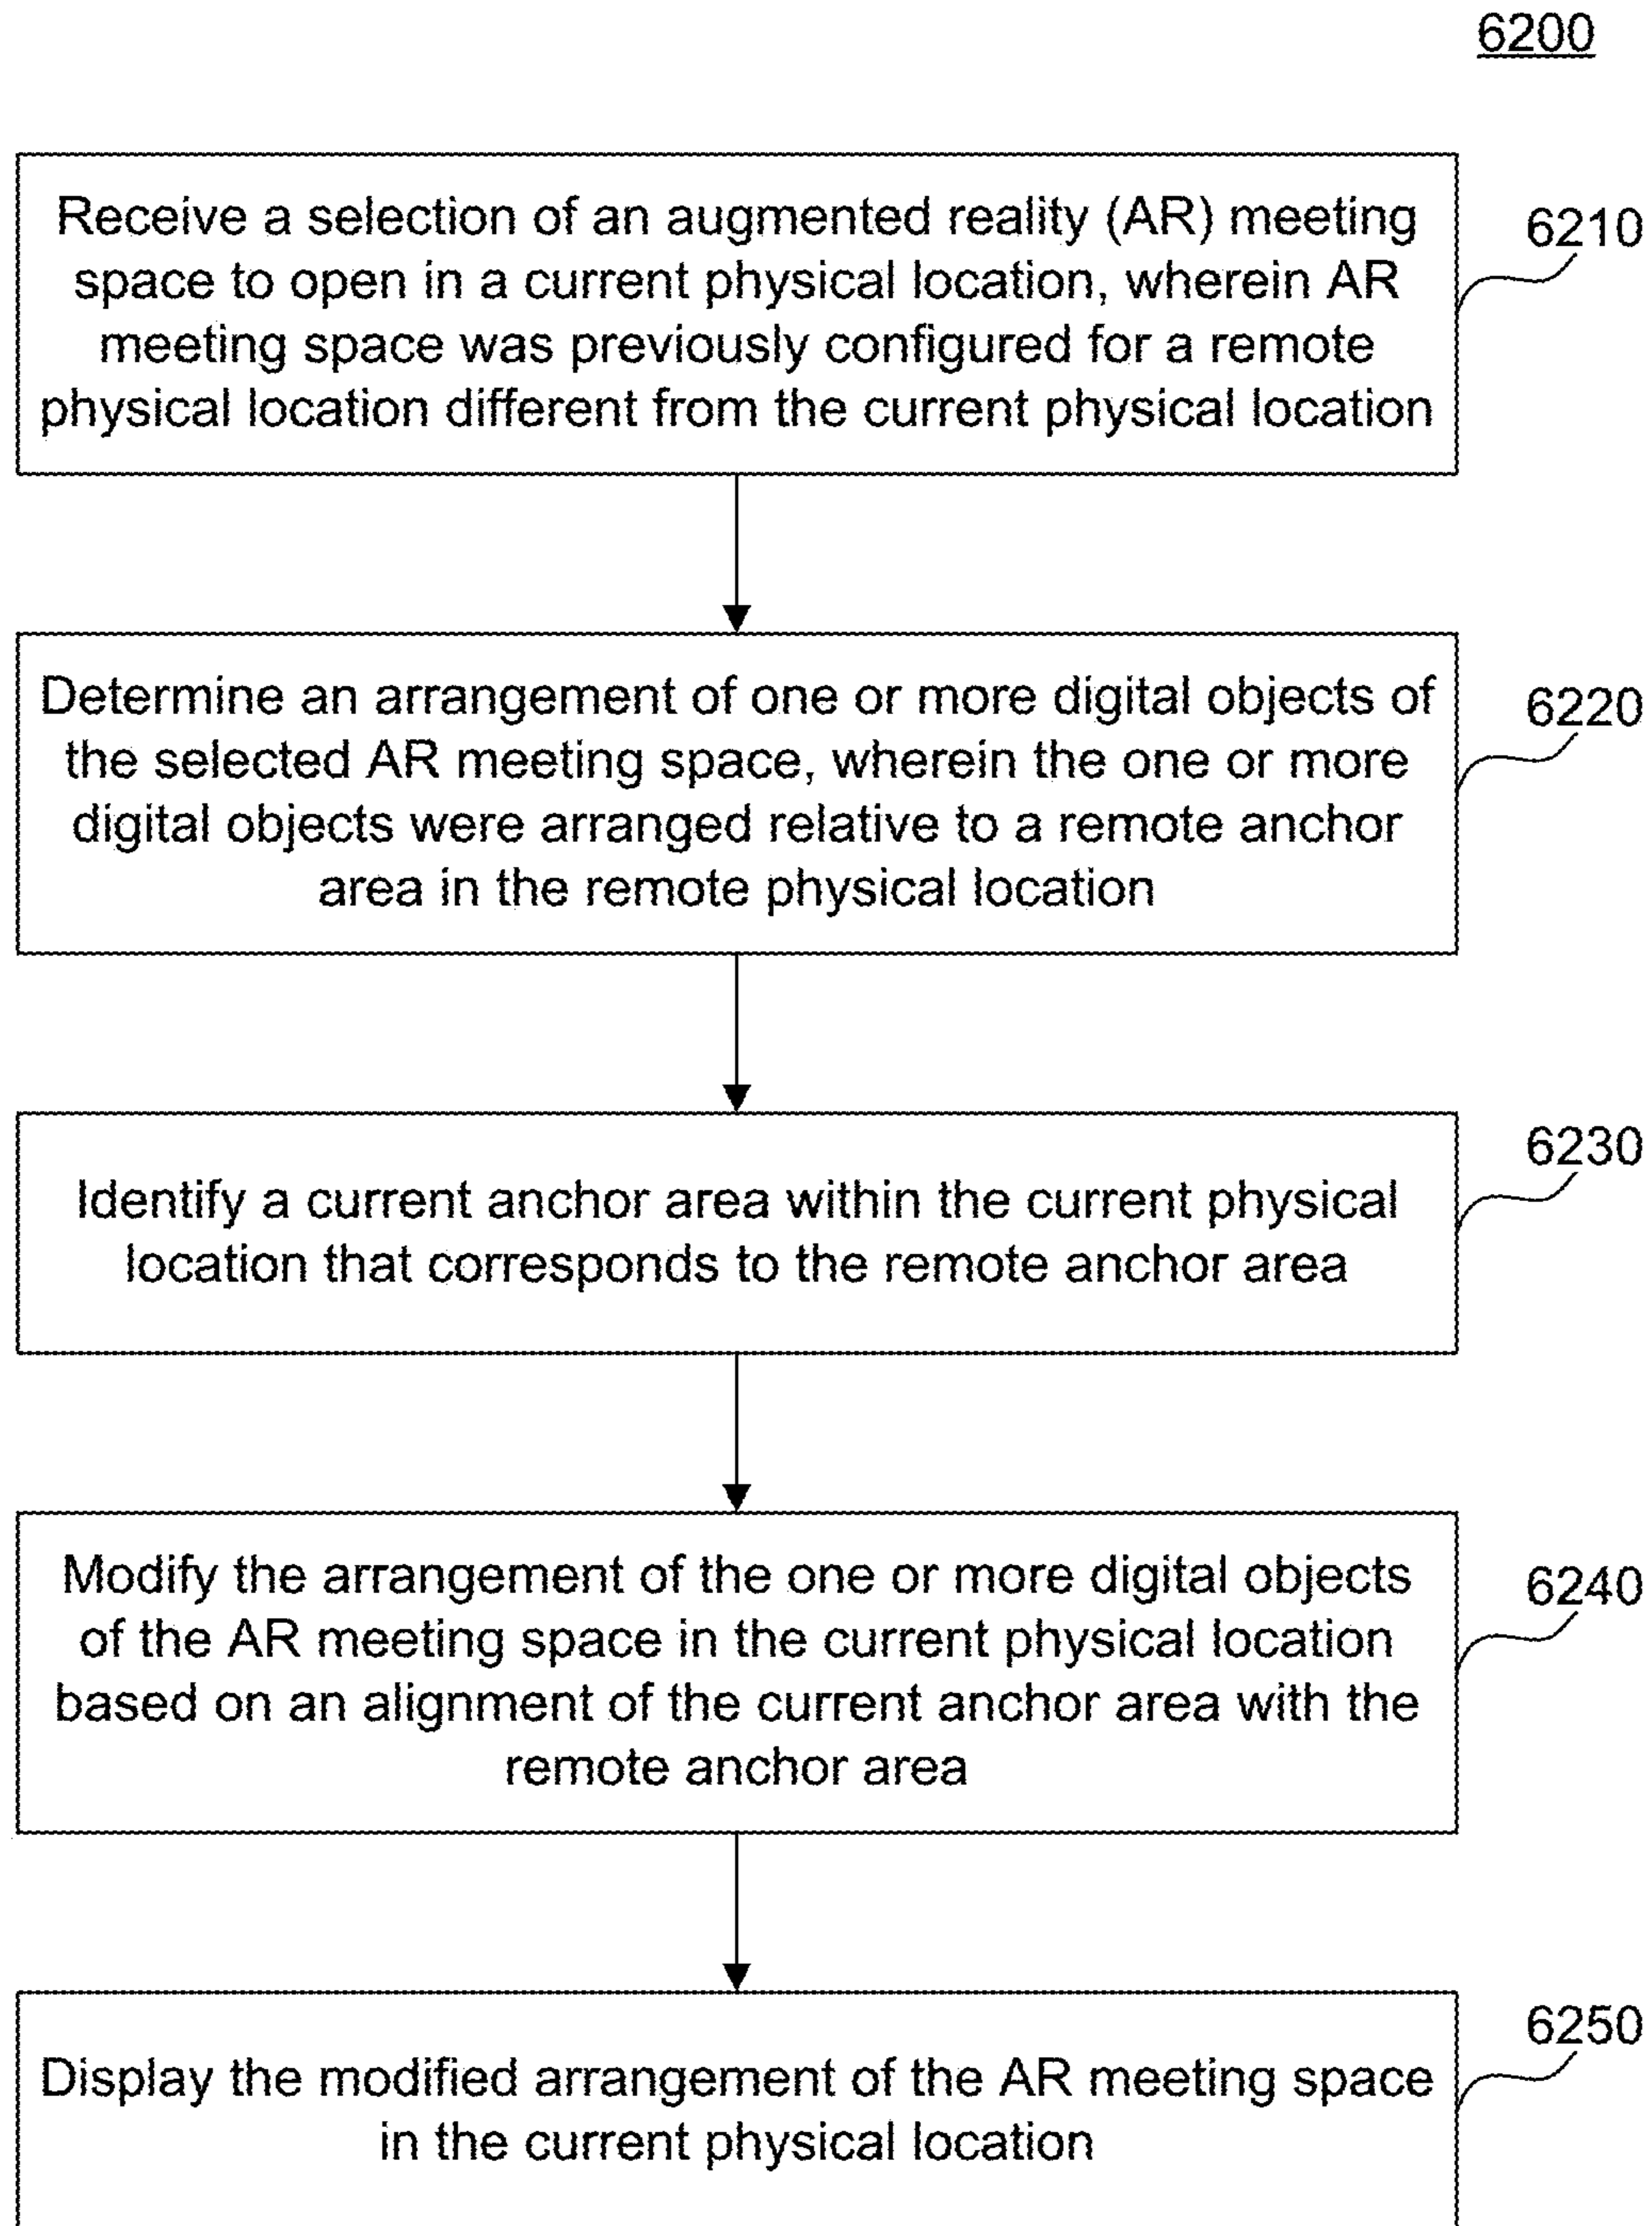 6200
Receive a selection of an augmented reality (AR) meeting
space to open in a current physical location, wherein AR
meeting space was previously configured for a remote
physical location different from the current physical location
6210
Determine an arrangement of one or more digital objects of
the selected AR meeting space, wherein the one or more
digital objects were arranged relative to a remote anchor
area in the remote physical location
6220
Identify a current anchor area within the current physical
location that corresponds to the remote anchor area
6230
Modify the arrangement of the one or more digital objects
of the AR meeting space in the current physical location
based on an alignment of the current anchor area with the
remote anchor area
6240
Display the modified arrangement of the AR meeting space
in the current physical location
6250